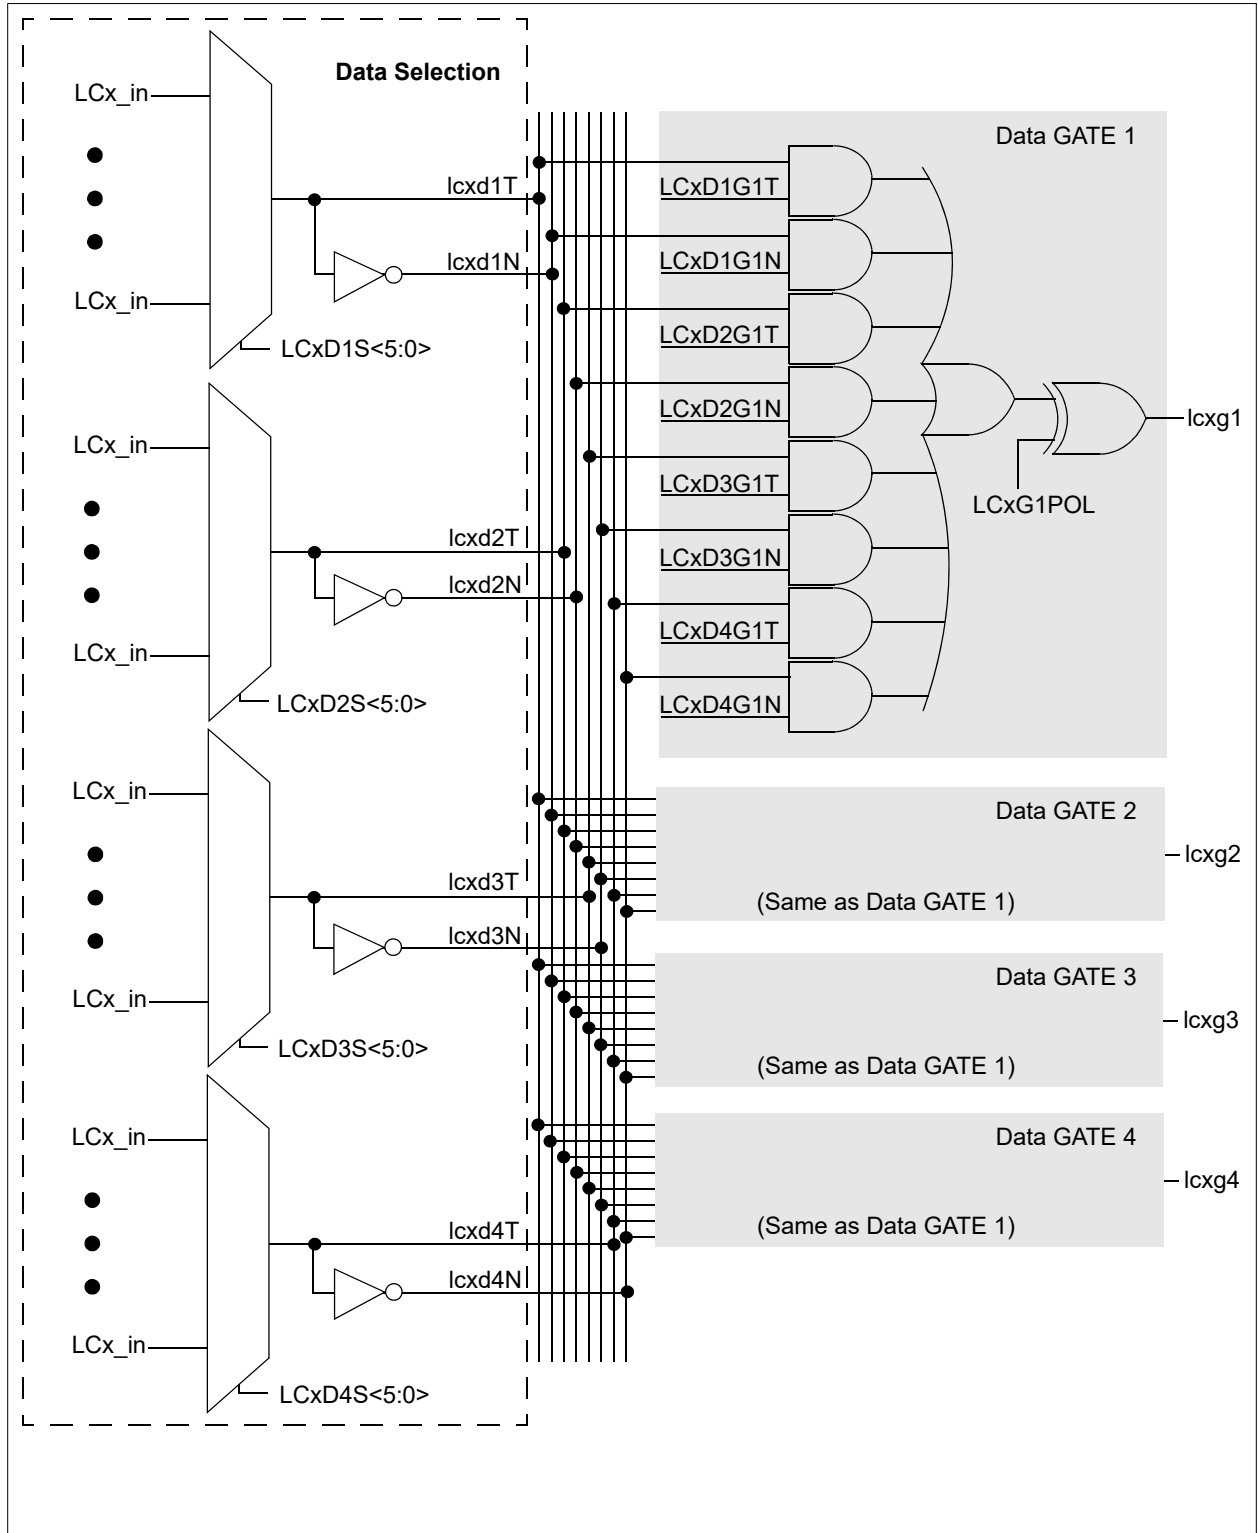 Data Selection
LCx_in
LCx_in
lcxd1T
lcxd1N
LCxD1S<5:0>
LCx_in
LCx_in
lcxd2T
lcxd2N
LCxD2S<5:0>
LCx_in
LCx_in
lcxd3T
lcxd3N
LCxD3S<5:0>
LCx_in
LCx_in
lcxd4T
lcxd4N
LCxD4S<5:0>
Data GATE 1
LCxD1G1T
LCxD1G1N
LCxD2G1T
LCxD2G1N
LCxD3G1T
LCxD3G1N
LCxD4G1T
LCxD4G1N
LCxG1POL
lcxg1
Data GATE 2
(Same as Data GATE 1)
lcxg2
Data GATE 3
(Same as Data GATE 1)
lcxg3
Data GATE 4
(Same as Data GATE 1)
lcxg4